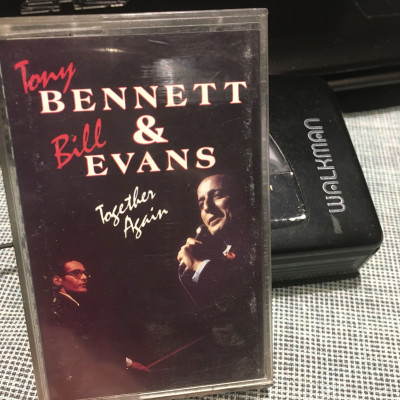 Tony
BENNETT
&
Bill
EVANS
Together
Again
WALKMAN